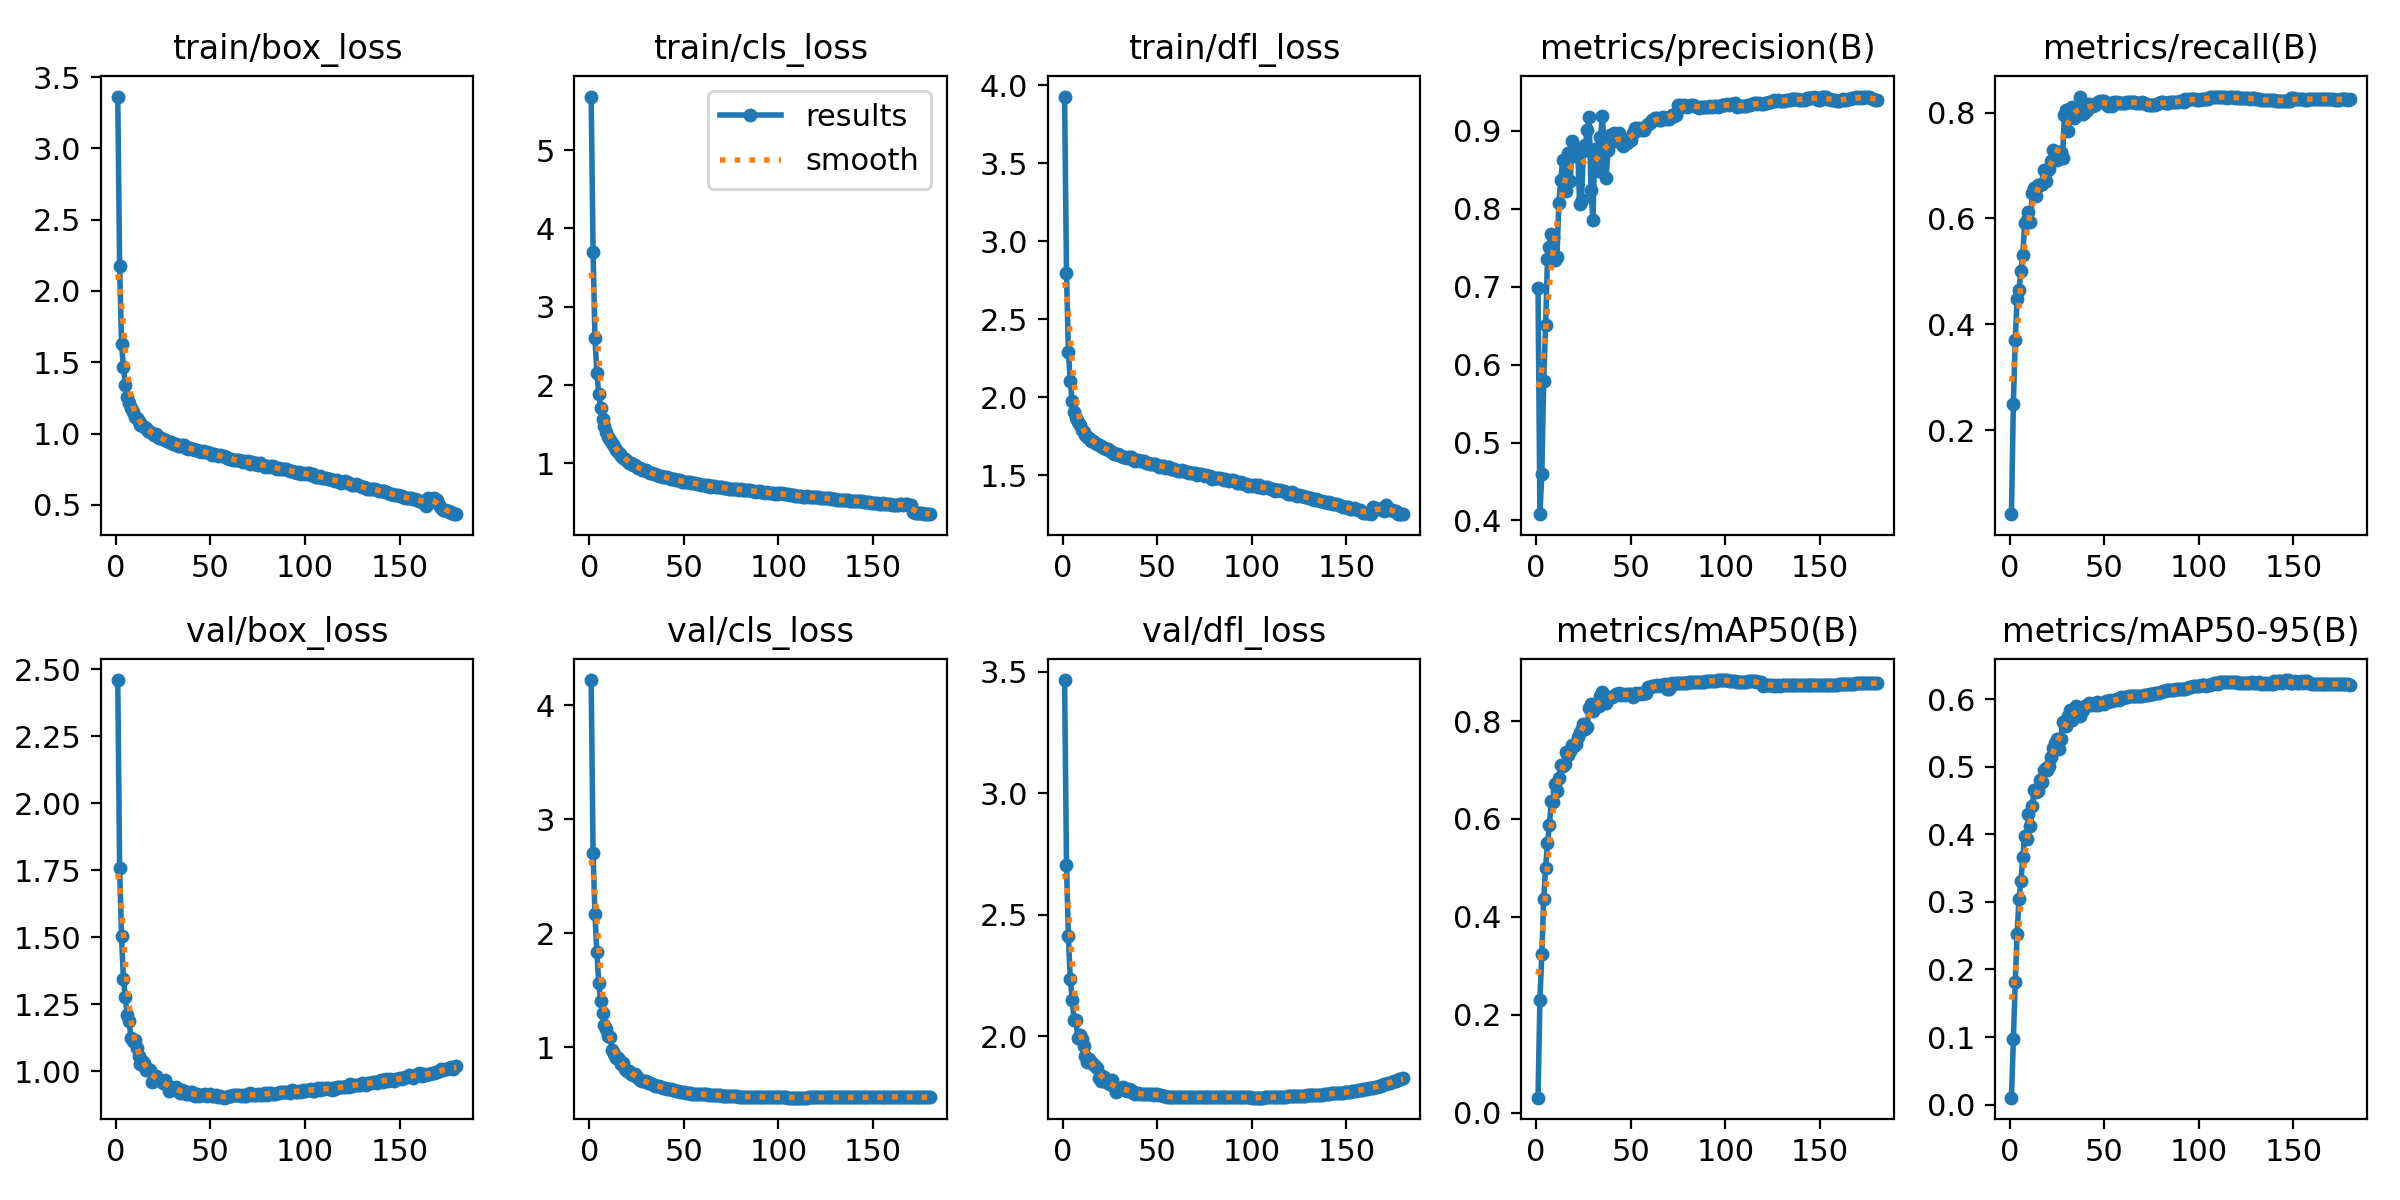 train/box_loss
train/cls_loss
train/dfl_loss
metrics/precision(B)
metrics/recall(B)
3.5
3.0
2.5
2.0
1.5
1.0
0.5
0 50 100 150
results
smooth
5
4
3
2
1
0 50 100 150
4.0
3.5
3.0
2.5
2.0
1.5
0 50 100 150
0.9
0.8
0.7
0.6
0.5
0.4
0 50 100 150
0.8
0.6
0.4
0.2
0 50 100 150
val/box_loss
val/cls_loss
val/dfl_loss
metrics/mAP50(B)
metrics/mAP50-95(B)
2.50
2.25
2.00
1.75
1.50
1.25
1.00
0 50 100 150
4
3
2
1
0 50 100 150
3.5
3.0
2.5
2.0
0 50 100 150
0.8
0.6
0.4
0.2
0.0
0 50 100 150
0.6
0.5
0.4
0.3
0.2
0.1
0.0
0 50 100 150